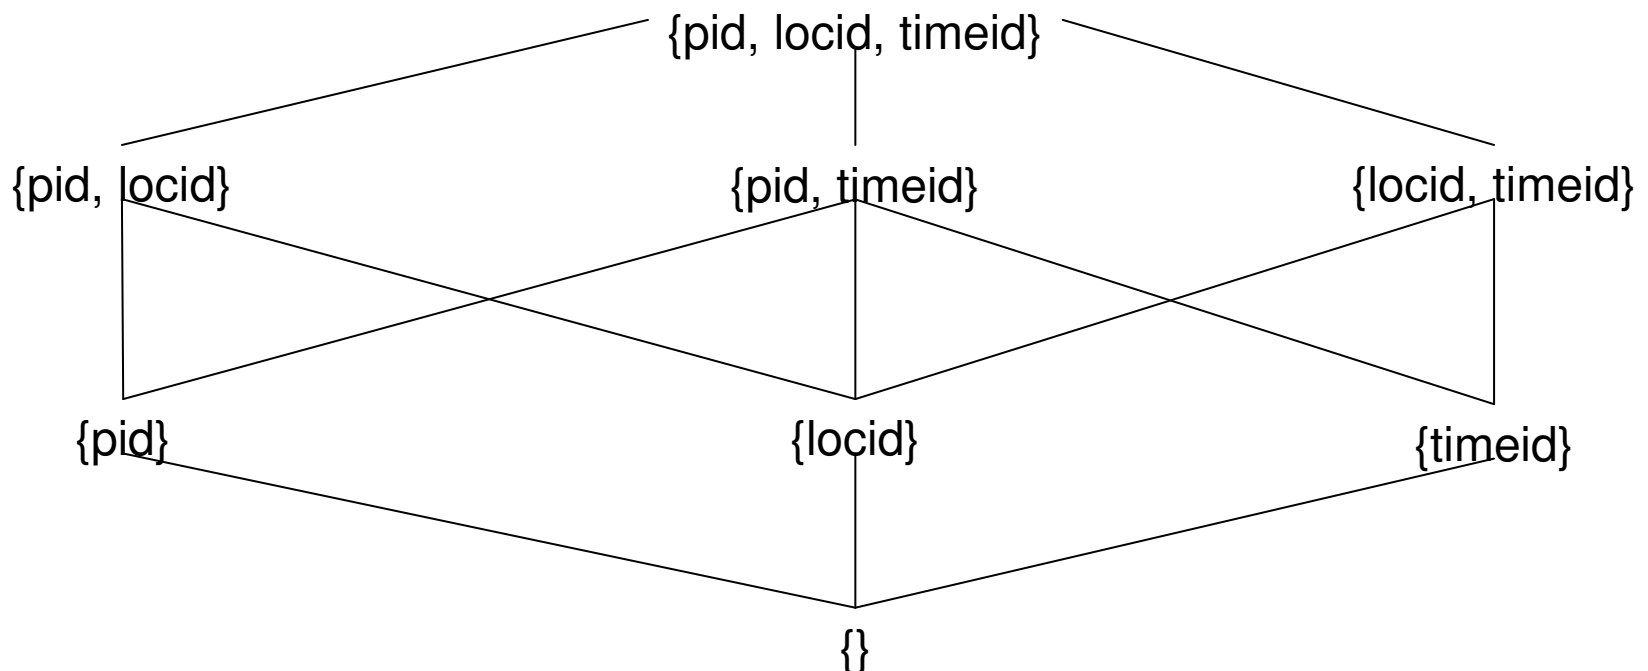 {pid, locid, timeid}
{pid, locid}
{pid, timeid}
{locid, timeid}
{pid}
{locid}
{timeid}
{}